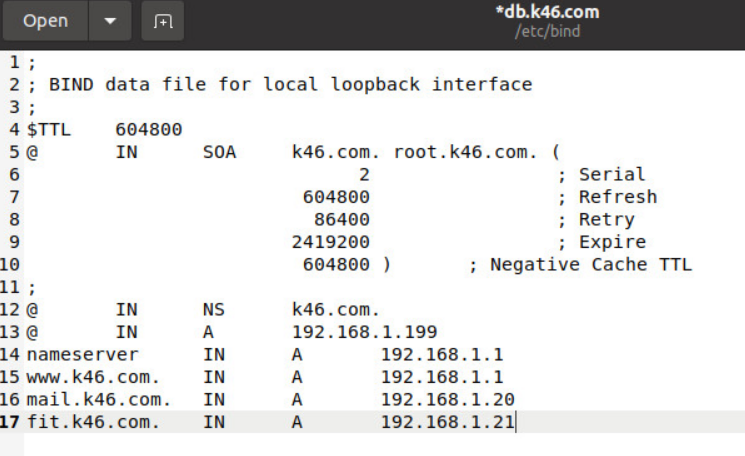 Open
*db.k46.com
/etc/bind
1 ;
2 ; BIND data file for local loopback interface
3 ;
4 $TTL    604800
5 @       IN      SOA     k46.com. root.k46.com. (
6                               2                 ; Serial
7                          604800                 ; Refresh
8                           86400                 ; Retry
9                         2419200                 ; Expire
10                         604800 )       ; Negative Cache TTL
11 ;
12 @       IN      NS      k46.com.
13 @       IN      A       192.168.1.199
14 nameserver      IN      A       192.168.1.1
15 www.k46.com.    IN      A       192.168.1.1
16 mail.k46.com.   IN      A       192.168.1.20
17 fit.k46.com.    IN      A       192.168.1.21